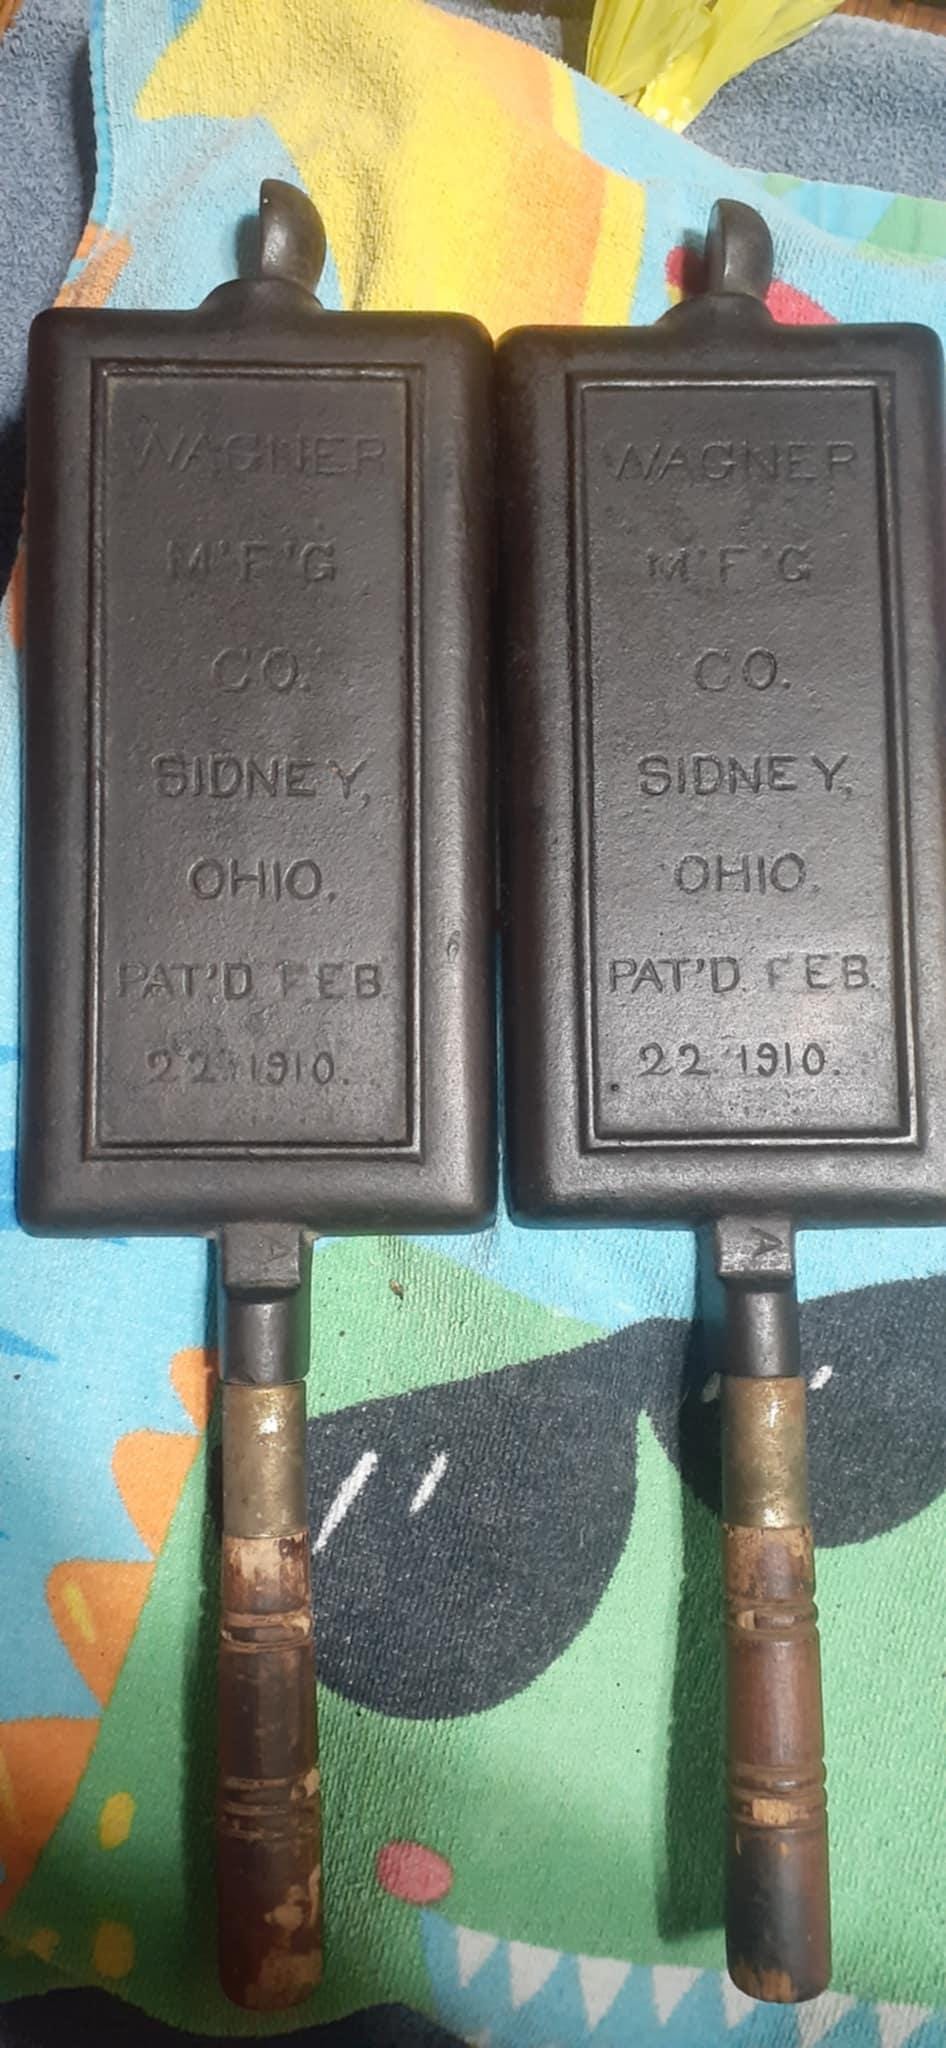 WAGNER
M'F'G
CO.
SIDNEY,
OHIO.
PAT'D. FEB.
22 1910.
A
WAGNER
M'F'G
CO.
SIDNEY,
OHIO.
PAT'D. FEB.
22 1910.
A